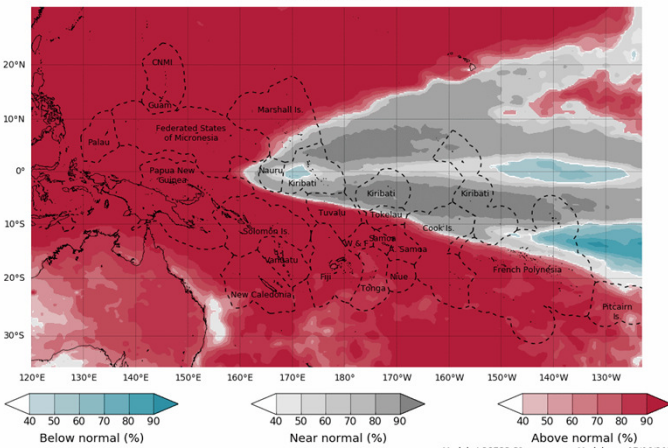 20°N
10°N
0°
10°S
20°S
30°S
CNMI
Guam
Marshall Is.
Palau
Federated States
of Micronesia
Papua New
Guinea
Nauru
Kiribati
Kiribati
Kiribati
Tuvalu
Tokelau
Solomon Is.
Cook Is.
W & F
Samoa
A. Samoa
Vanuatu
French Polynesia
Fiji
Niue
Tonga
New Caledonia
Pitcairn
Is.
120°E 130°E 140°E 150°E 160°E 170°E 180° 170°W 160°W 150°W 140°W 130°W
40 50 60 70 80 90
Below normal (%)
40 50 60 70 80 90
Near normal (%)
40 50 60 70 80 90
Above normal (%)